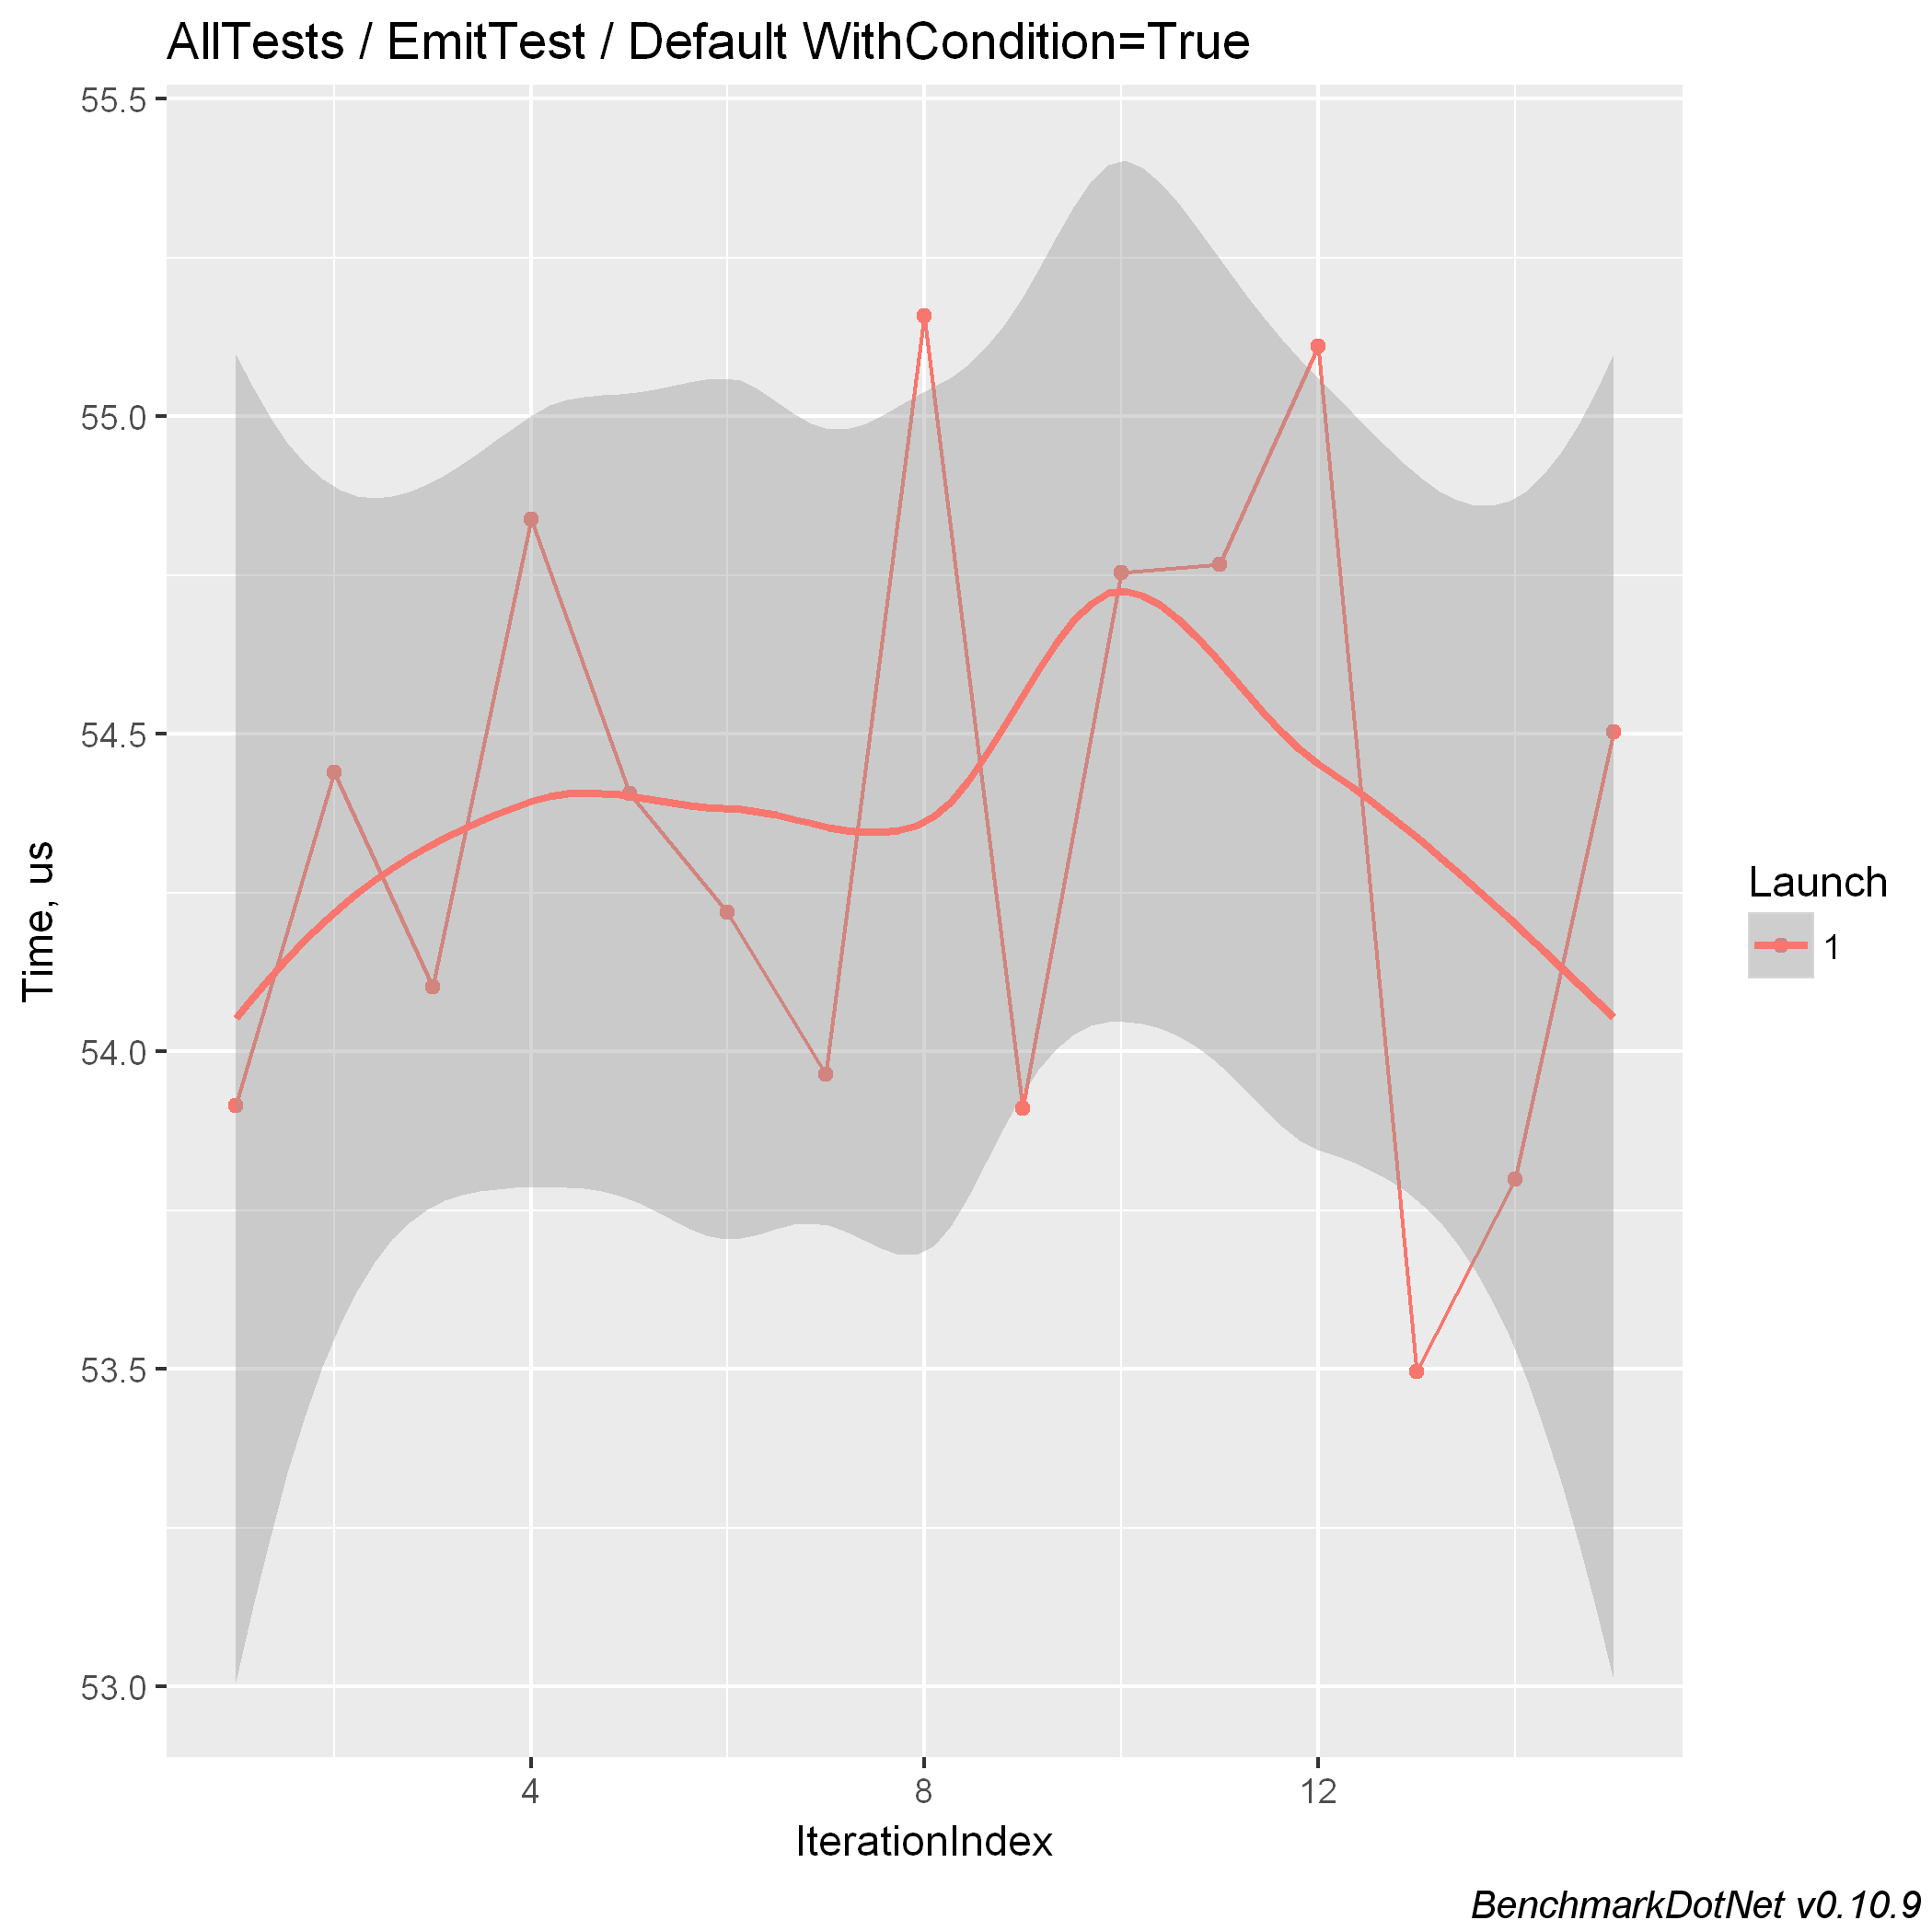 AllTests / EmitTest / Default WithCondition=True
55.5
55.0
54.5
54.0
53.5
53.0
Time, us
4
8
12
IterationIndex
Launch
1
BenchmarkDotNet v0.10.9